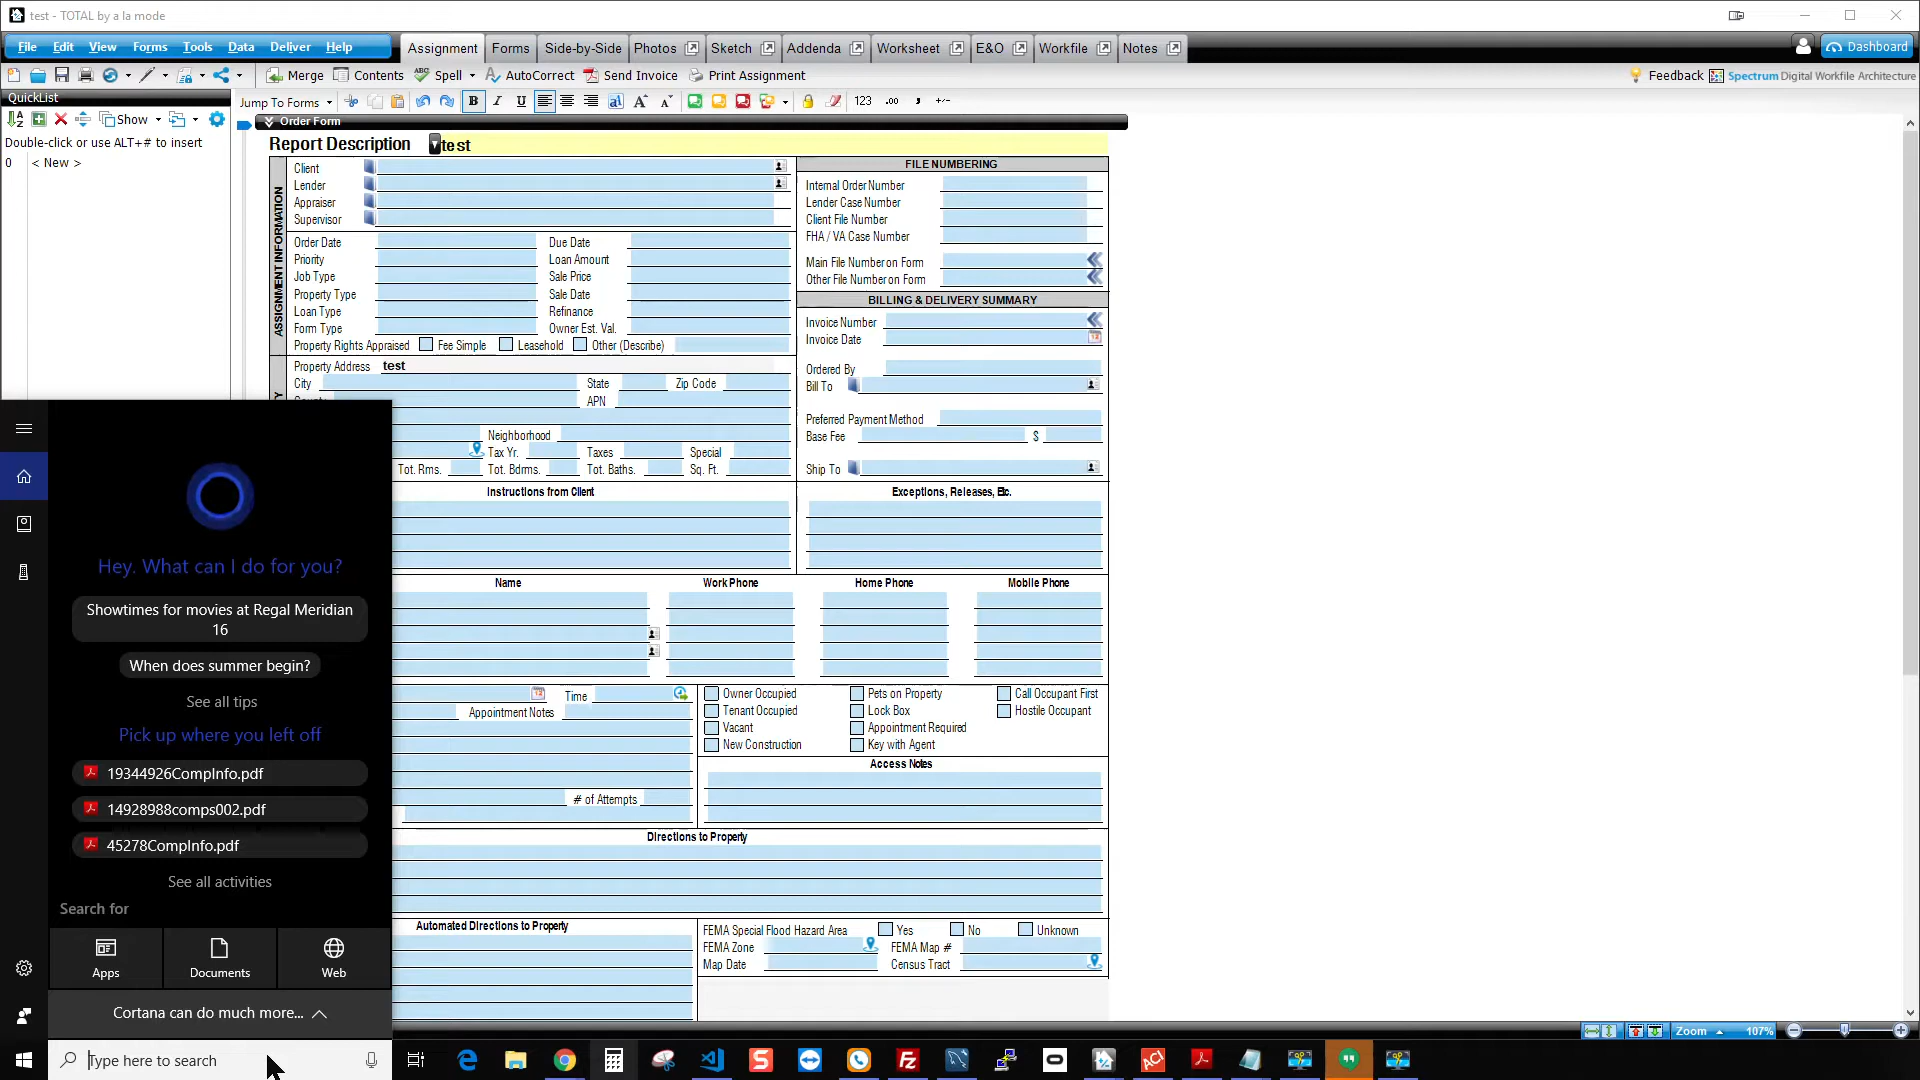 test - TOTAL by a la mode
File Edit View Forms Tools Data Deliver Help
Assignment Forms Side-by-Side Photos Sketch Addenda Worksheet E&O Workfile Notes
Dashboard
Merge Contents Spell AutoCorrect Send Invoice Print Assignment
Feedback Spectrum Digital Workfile Architecture
QuickList
Jump To Forms B I U 123 .00
Show
Order Form
Double-click or use ALT+# to insert
0 < New >
Report Description test
ASSIGNMENT INFORMATION
Client
Lender
Appraiser
Supervisor
Order Date Due Date
Priority Loan Amount
Job Type Sale Price
Property Type Sale Date
Loan Type Refinance
Form Type Owner Est. Val.
Property Rights Appraised Fee Simple Leasehold Other (Describe)
FILE NUMBERING
Internal Order Number
Lender Case Number
Client File Number
FHA / VA Case Number
Main File Number on Form
Other File Number on Form
BILLING & DELIVERY SUMMARY
Invoice Number
Invoice Date
Ordered By
Bill To
Preferred Payment Method
Base Fee $
Ship To
Property Address test
City State Zip Code
APN
Neighborhood
Tax Yr. Taxes Special
Tot. Rms. Tot. Bdrms. Tot. Baths. Sq. Ft.
Instructions from Client
Exceptions, Releases, Etc.
Name Work Phone Home Phone Mobile Phone
Time
Appointment Notes
# of Attempts
Owner Occupied Pets on Property Call Occupant First
Tenant Occupied Lock Box Hostile Occupant
Vacant Appointment Required
New Construction Key with Agent
Access Notes
Directions to Property
Automated Directions to Property
FEMA Special Flood Hazard Area Yes No Unknown
FEMA Zone FEMA Map #
Map Date Census Tract
Hey. What can I do for you?
Showtimes for movies at Regal Meridian
16
When does summer begin?
See all tips
Pick up where you left off
19344926CompInfo.pdf
14928988comps002.pdf
45278CompInfo.pdf
See all activities
Search for
Apps Documents Web
Cortana can do much more...
Type here to search
Zoom 107%